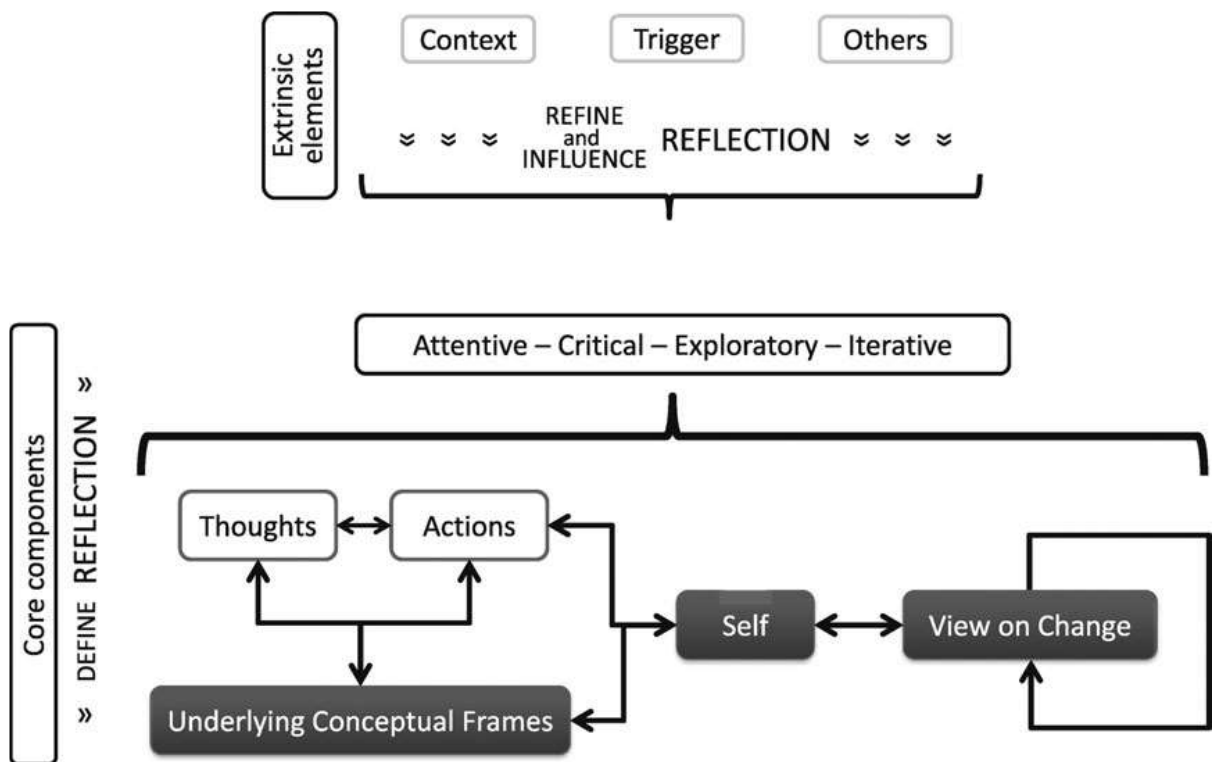 Extrinsic
elements
Context
Trigger
Others
REFINE
and
INFLUENCE
REFLECTION
Core components
DEFINE REFLECTION
Attentive – Critical – Exploratory – Iterative
Thoughts
Actions
Self
View on Change
Underlying Conceptual Frames